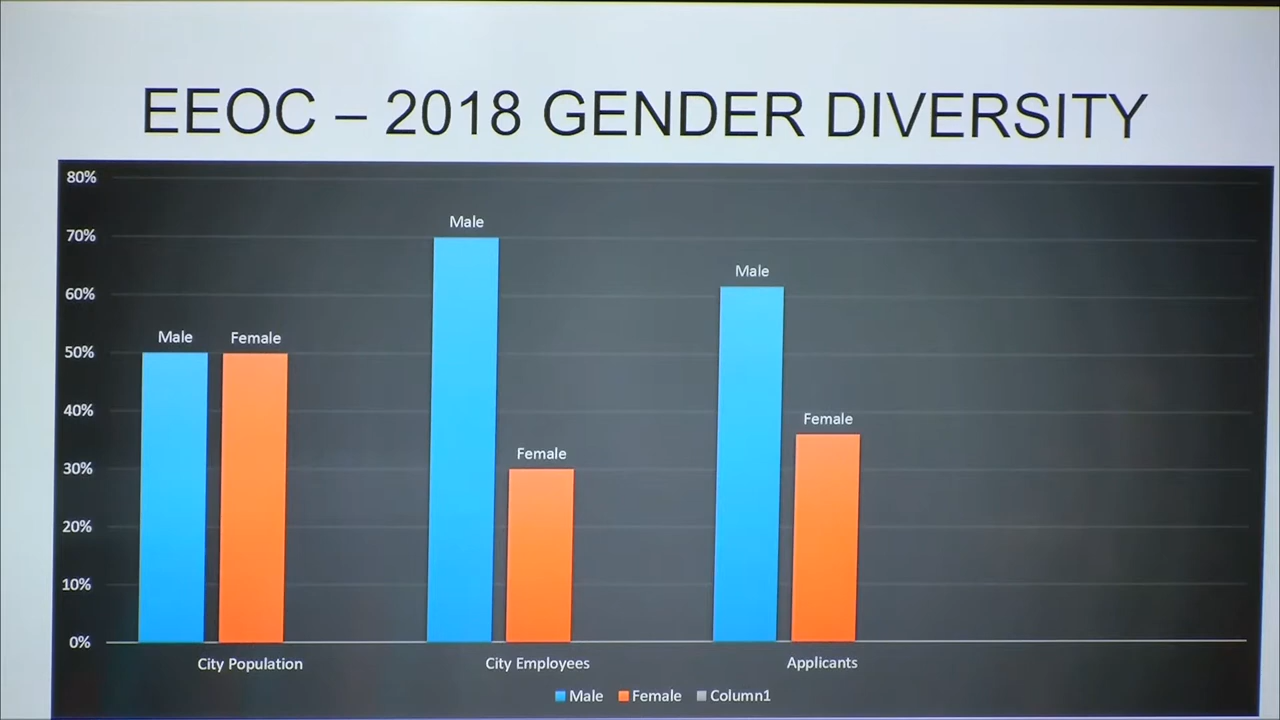 EEOC – 2018 GENDER DIVERSITY
80%
70%
60%
50%
40%
30%
20%
10%
0%
Male
Female
Male
Female
Male
Female
City Population
City Employees
Applicants
Male
Female
Column1